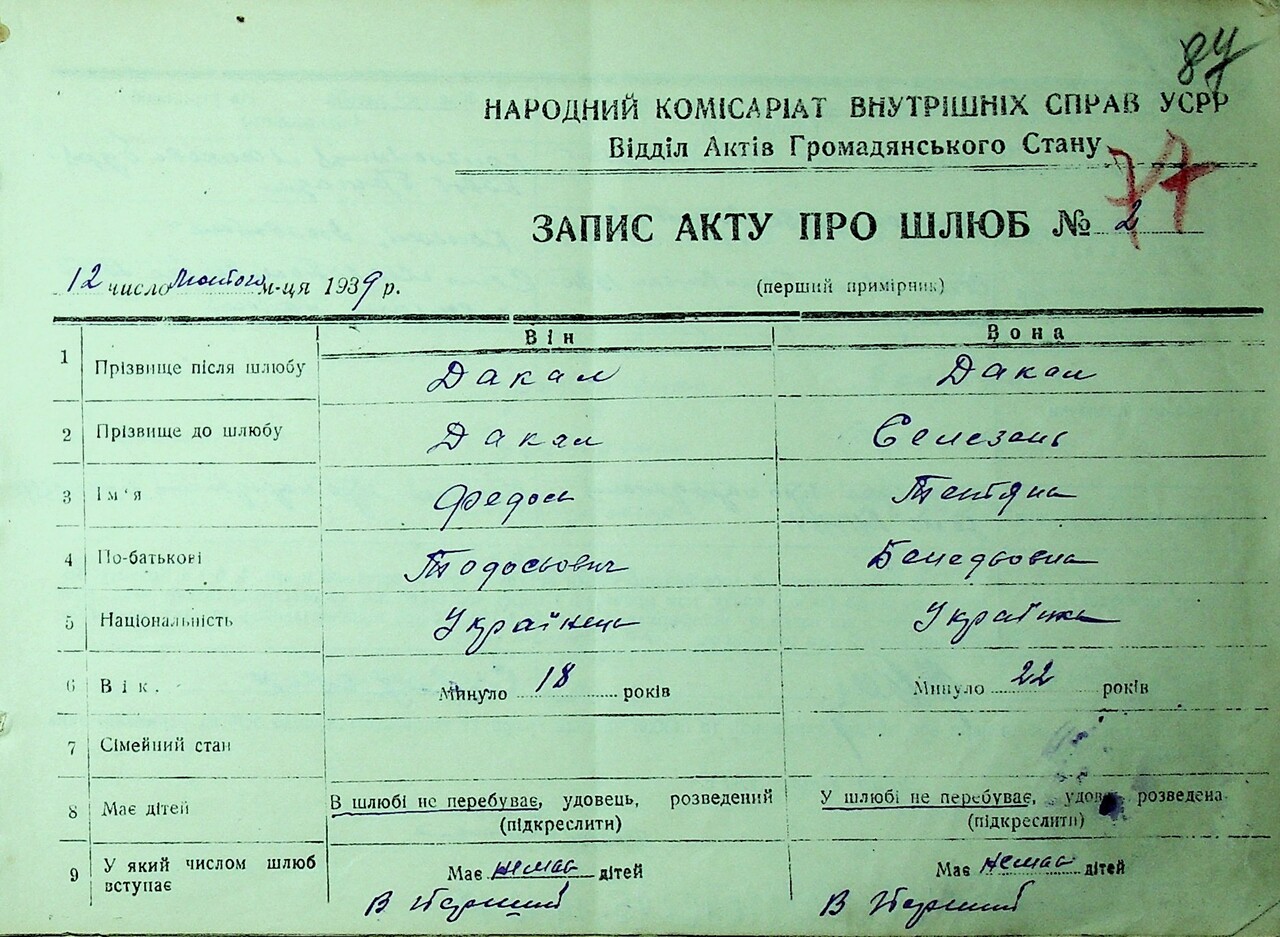 84
НАРОДНИЙ КОМІСАРІАТ ВНУТРІШНІХ СПРАВ УСРР
Відділ Актів Громадянського Стану
77
ЗАПИС АКТУ ПРО ШЛЮБ № 2
12 число лютого м-ця 1939 р.
(перший примірник)
Він Вона
1 Прізвище після шлюбу Дакал Дакал
2 Прізвище до шлюбу Дакал Селезань
3 Ім'я Федось Тетяна
4 По-батькові Тодосьович
5 Національність Українець Українка
6 Вік. Минуло 18 років Минуло 22 років
7 Сімейний стан
8 Має дітей В шлюбі не перебуває, удовець, розведений У шлюбі не перебуває, удова розведена
(підкреслити) (підкреслити)
9 У який числом шлюб вступає Має немає дітей Має немає дітей
В перший В перший